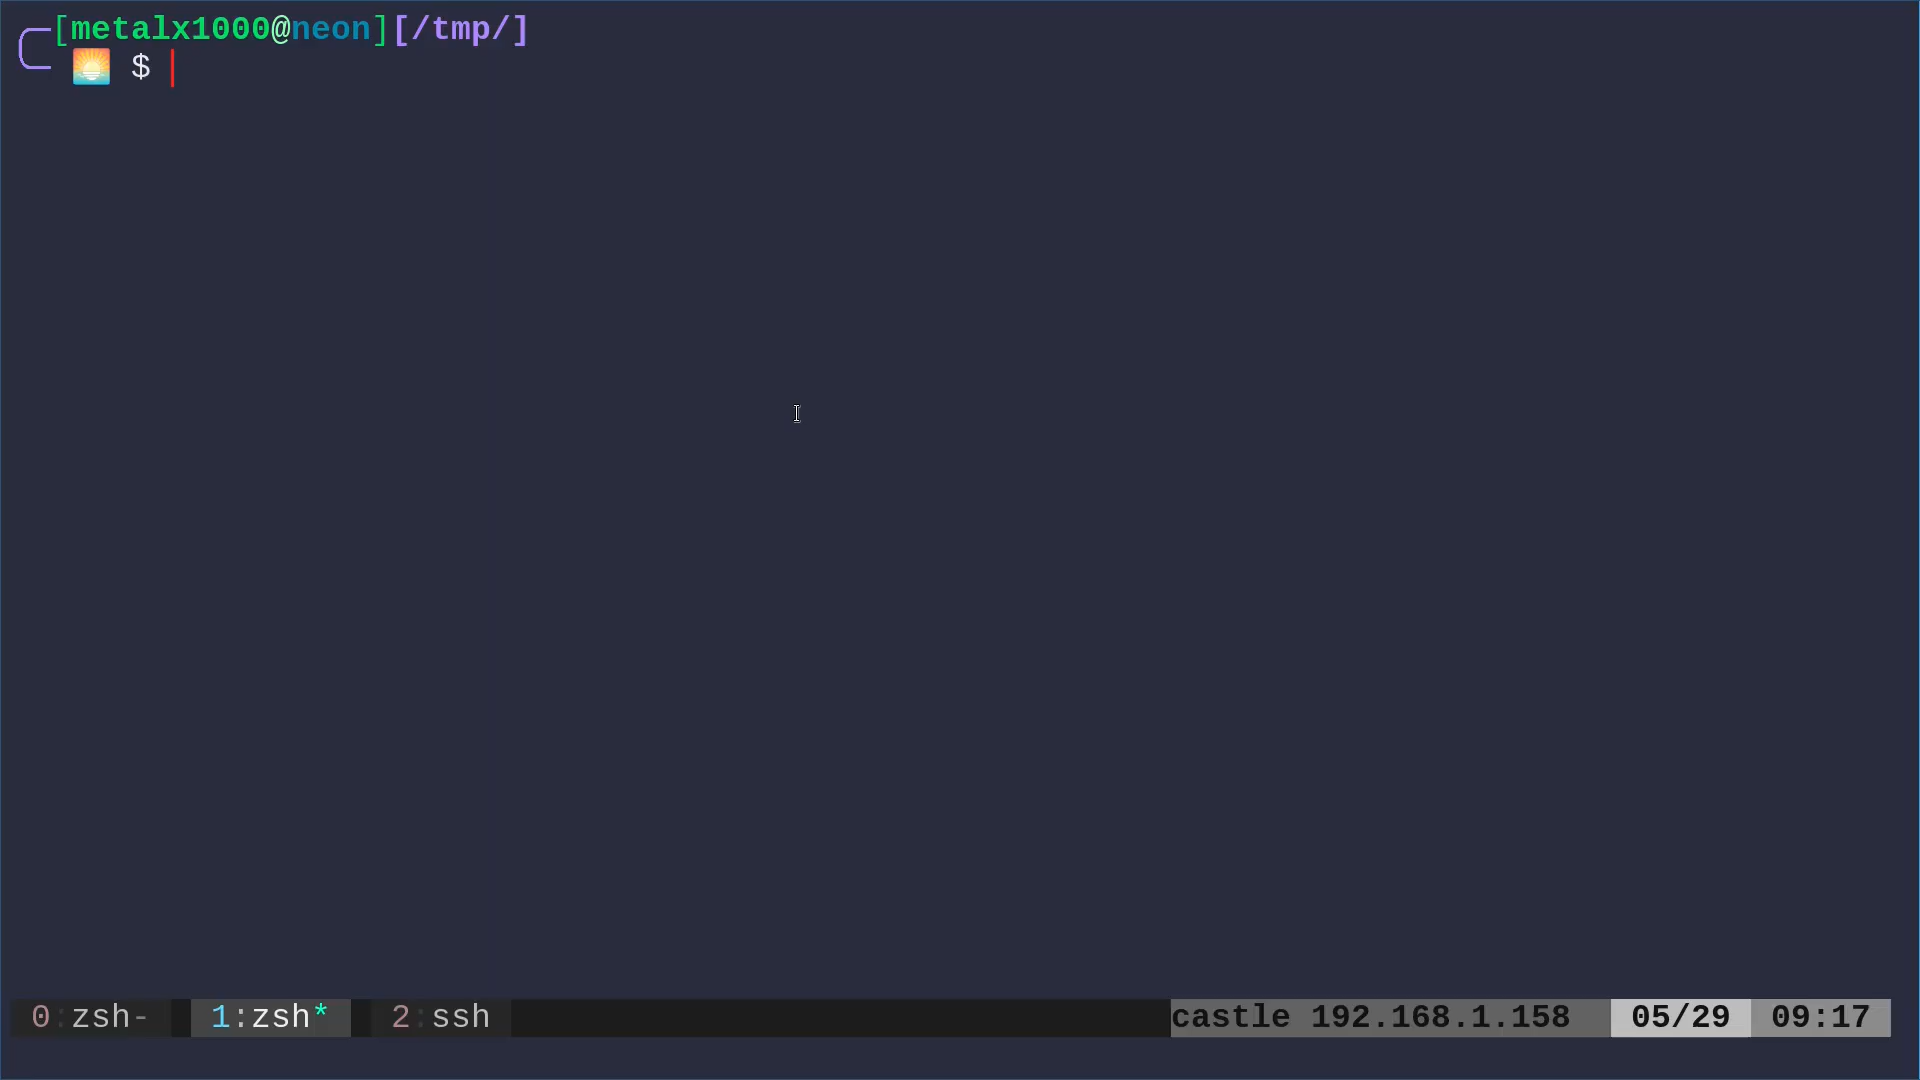 [metalx1000@neon][/tmp/]
🌅 $
0:zsh- 1:zsh* 2:ssh castle 192.168.1.158 05/29 09:17